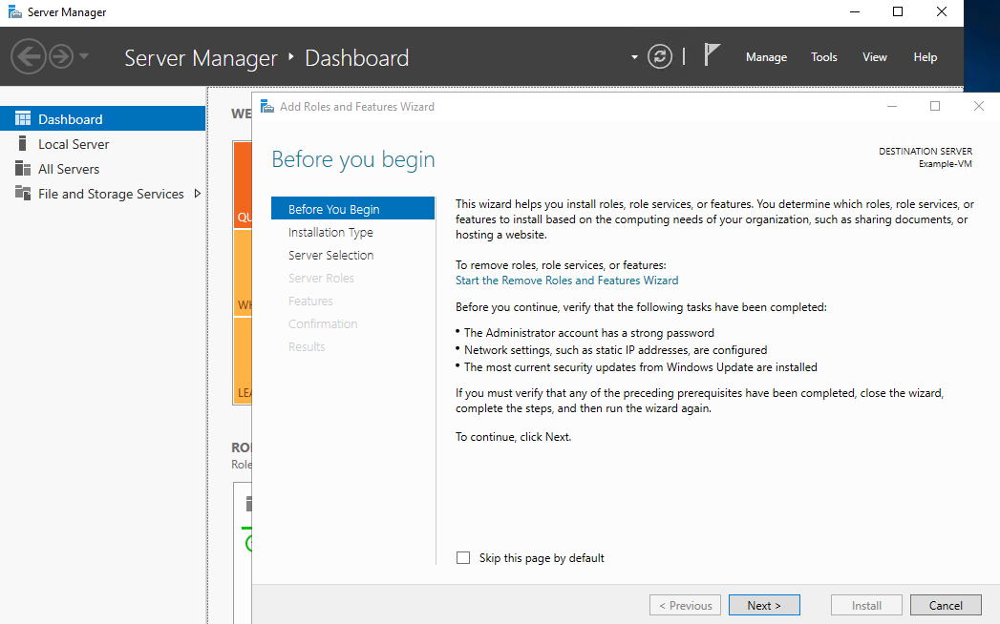 Server Manager
Server Manager Dashboard
Manage Tools View Help
Dashboard
Local Server
All Servers
File and Storage Services
WE
QU
WH
LEA
ROL
Role
Add Roles and Features Wizard
Before you begin
DESTINATION SERVER
Example-VM
Before You Begin
Installation Type
Server Selection
Server Roles
Features
Confirmation
Results
This wizard helps you install roles, role services, or features. You determine which roles, role services, or
features to install based on the computing needs of your organization, such as sharing documents, or
hosting a website.
To remove roles, role services, or features:
Start the Remove Roles and Features Wizard
Before you continue, verify that the following tasks have been completed:
• The Administrator account has a strong password
• Network settings, such as static IP addresses, are configured
• The most current security updates from Windows Update are installed
If you must verify that any of the preceding prerequisites have been completed, close the wizard,
complete the steps, and then run the wizard again.
To continue, click Next.
Skip this page by default
< Previous Next > Install Cancel